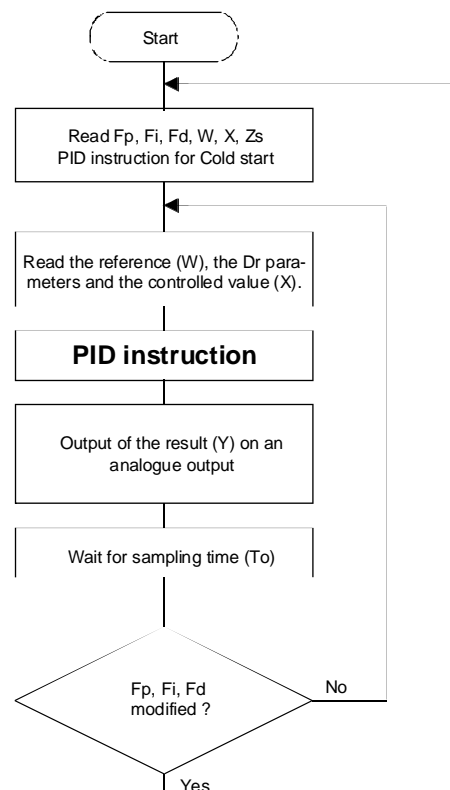 Start
Read Fp, Fi, Fd, W, X, Zs
PID instruction for Cold start
Read the reference (W), the Dr para-
meters and the controlled value (X).
PID instruction
Output of the result (Y) on an
analogue output
Wait for sampling time (To)
Fp, Fi, Fd
modified ?
No
Yes